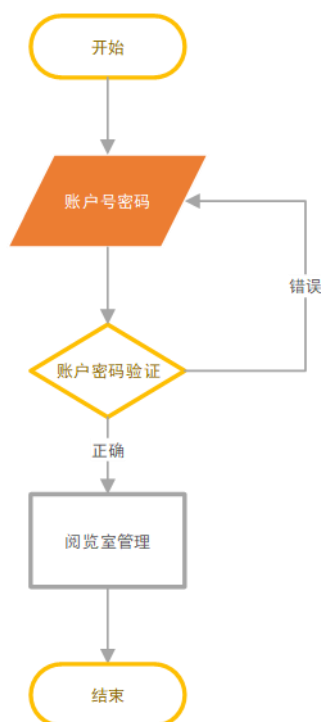 开始
账户号密码
错误
账户密码验证
正确
阅览室管理
结束